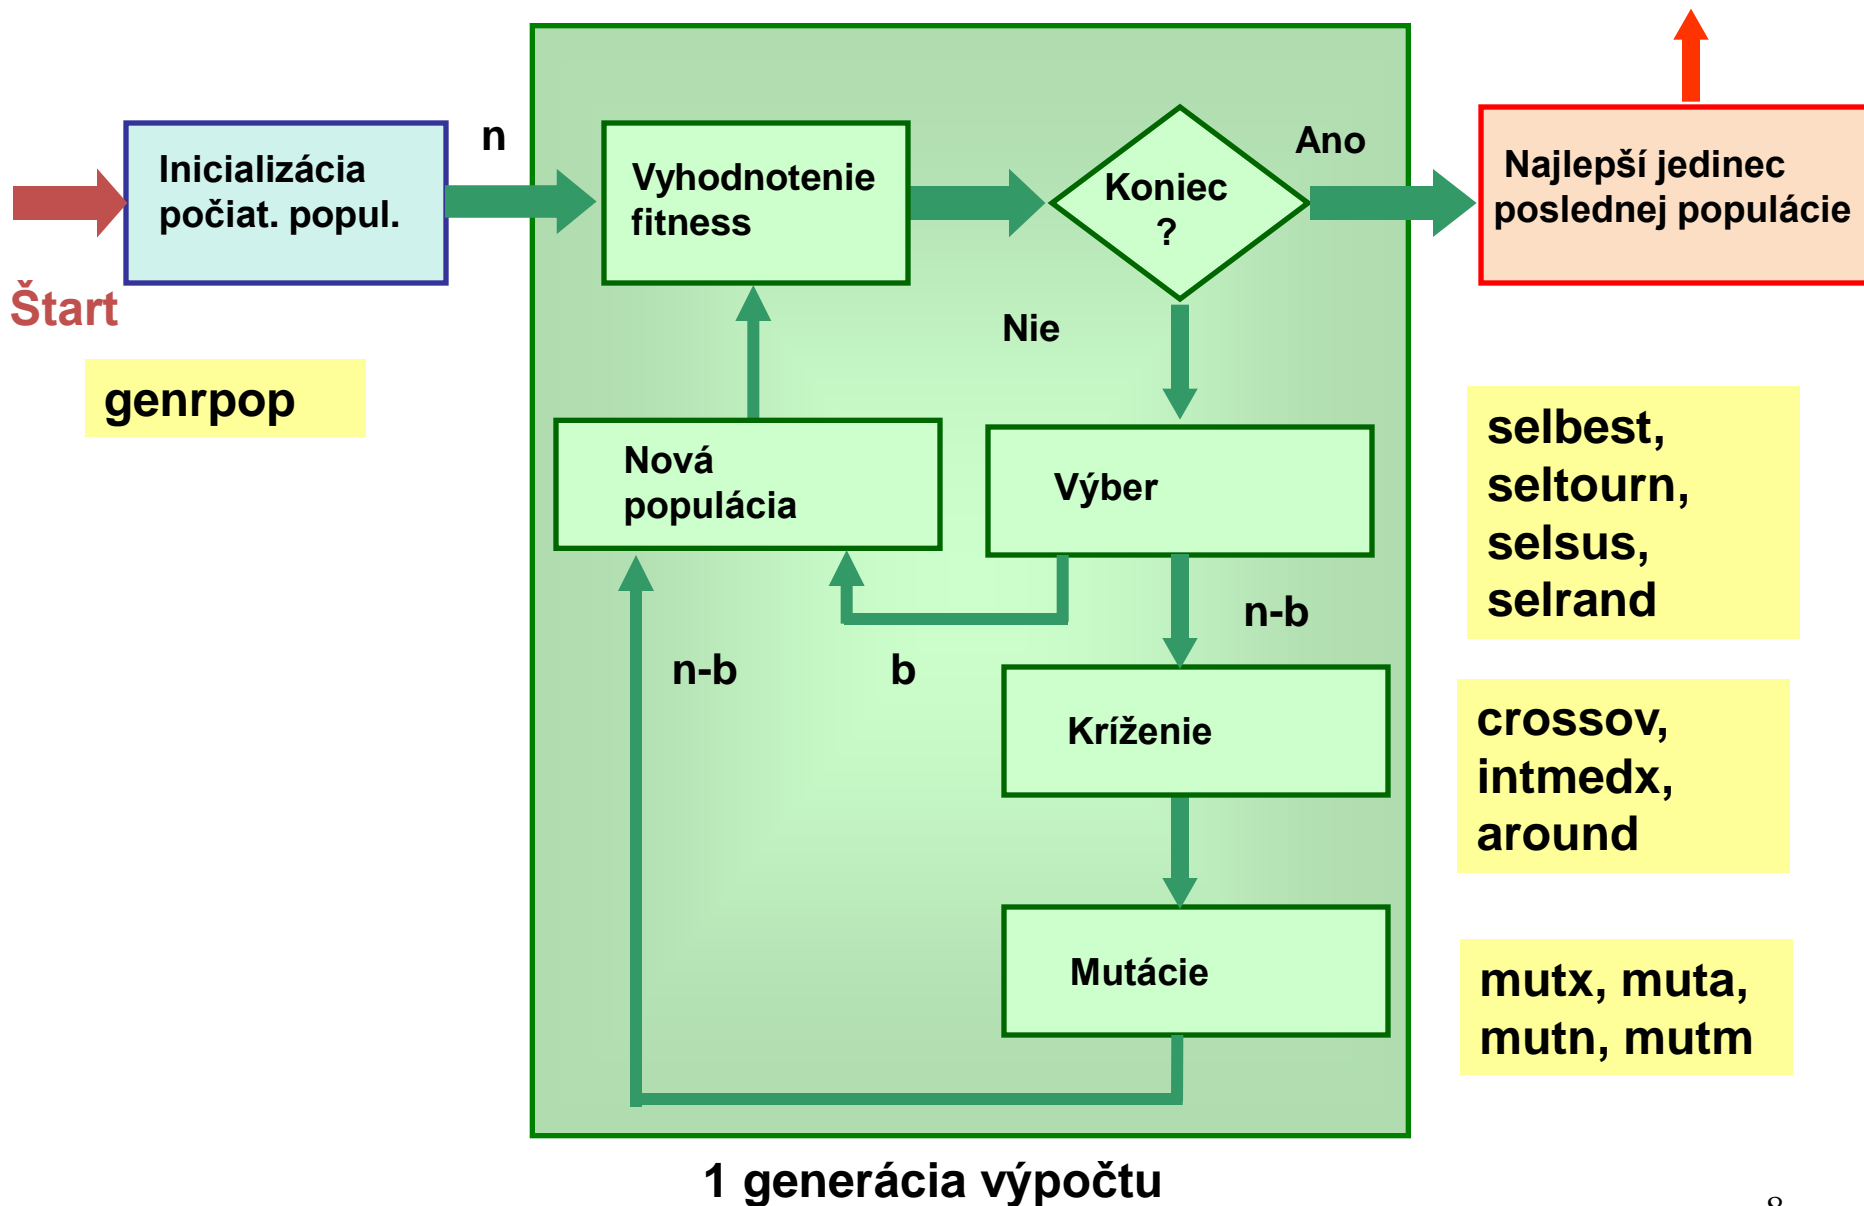 Štart
Inicializácia
počiat. popul.
genrpop
n
Vyhodnotenie
fitness
Koniec
?
Ano
Nie
Najlepší jedinec
poslednej populácie
Nová
populácia
Výber
n-b
b
n-b
Kríženie
Mutácie
selbest,
seltourn,
selsus,
selrand
crossov,
intmedx,
around
mutx, muta,
mutn, mutm
1 generácia výpočtu
8